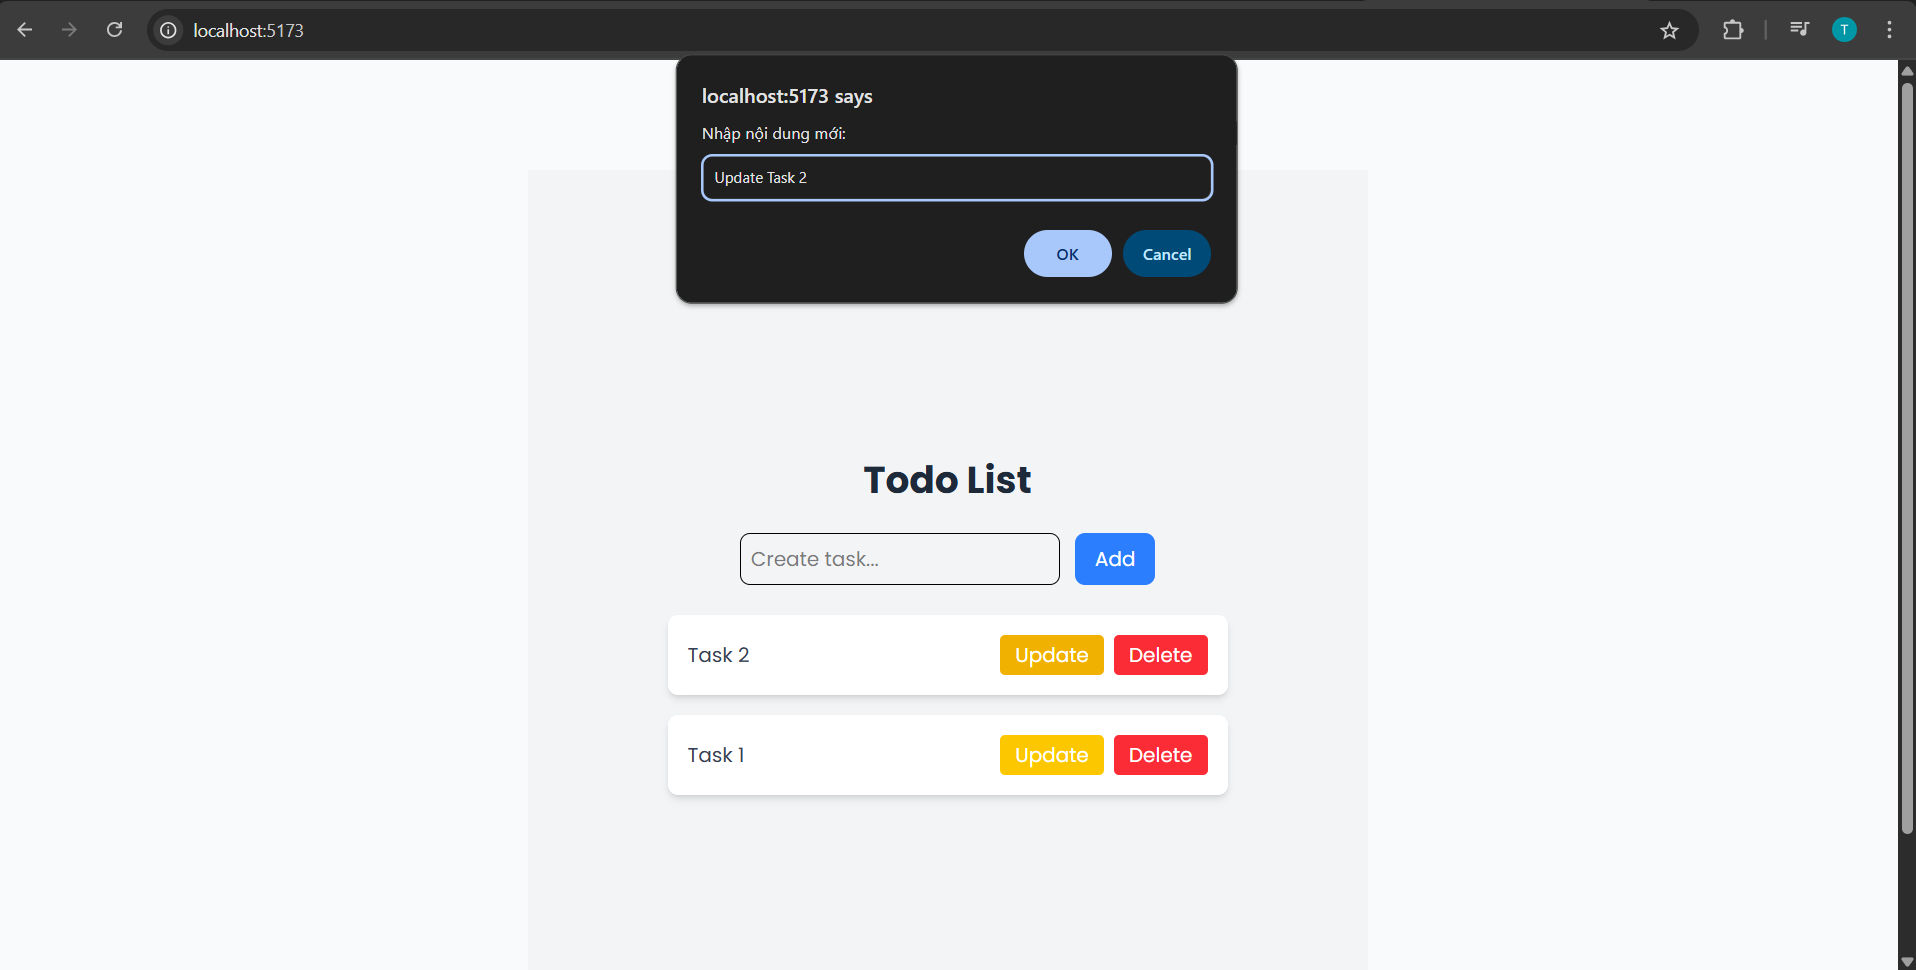 localhost:5173
T
localhost:5173 says
Nhập nội dung mới:
Update Task 2
OK Cancel
Todo List
Create task... Add
Task 2 Update Delete
Task 1 Update Delete